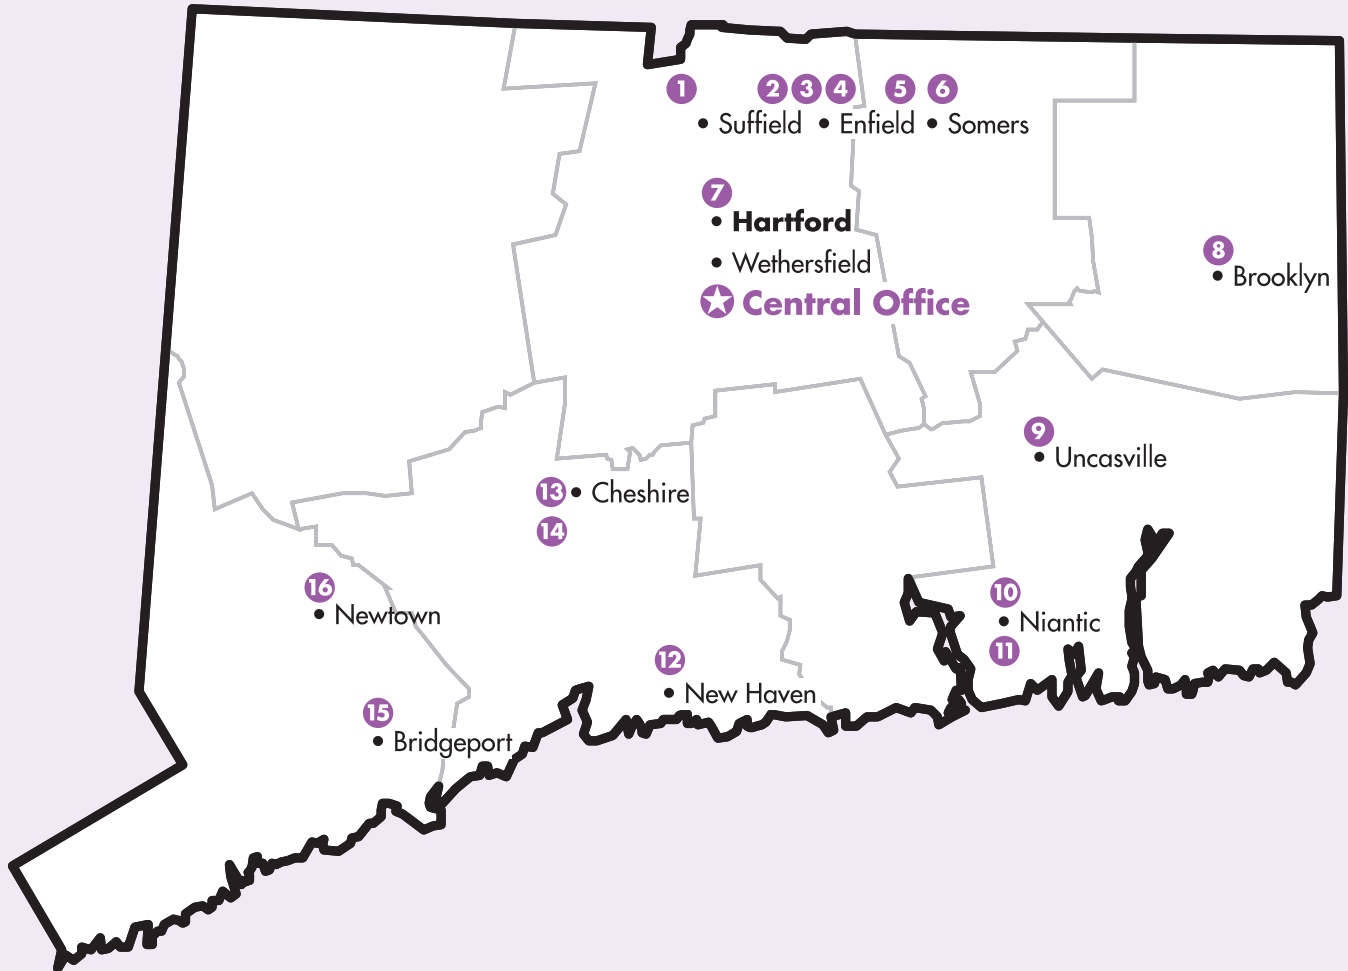 1 2 3 4 5 6
Suffield Enfield Somers
7
Hartford
8
Wethersfield
Brooklyn
Central Office
9
Uncasville
13 Cheshire
14
16
10
Newtown
Niantic
12
11
New Haven
15
Bridgeport